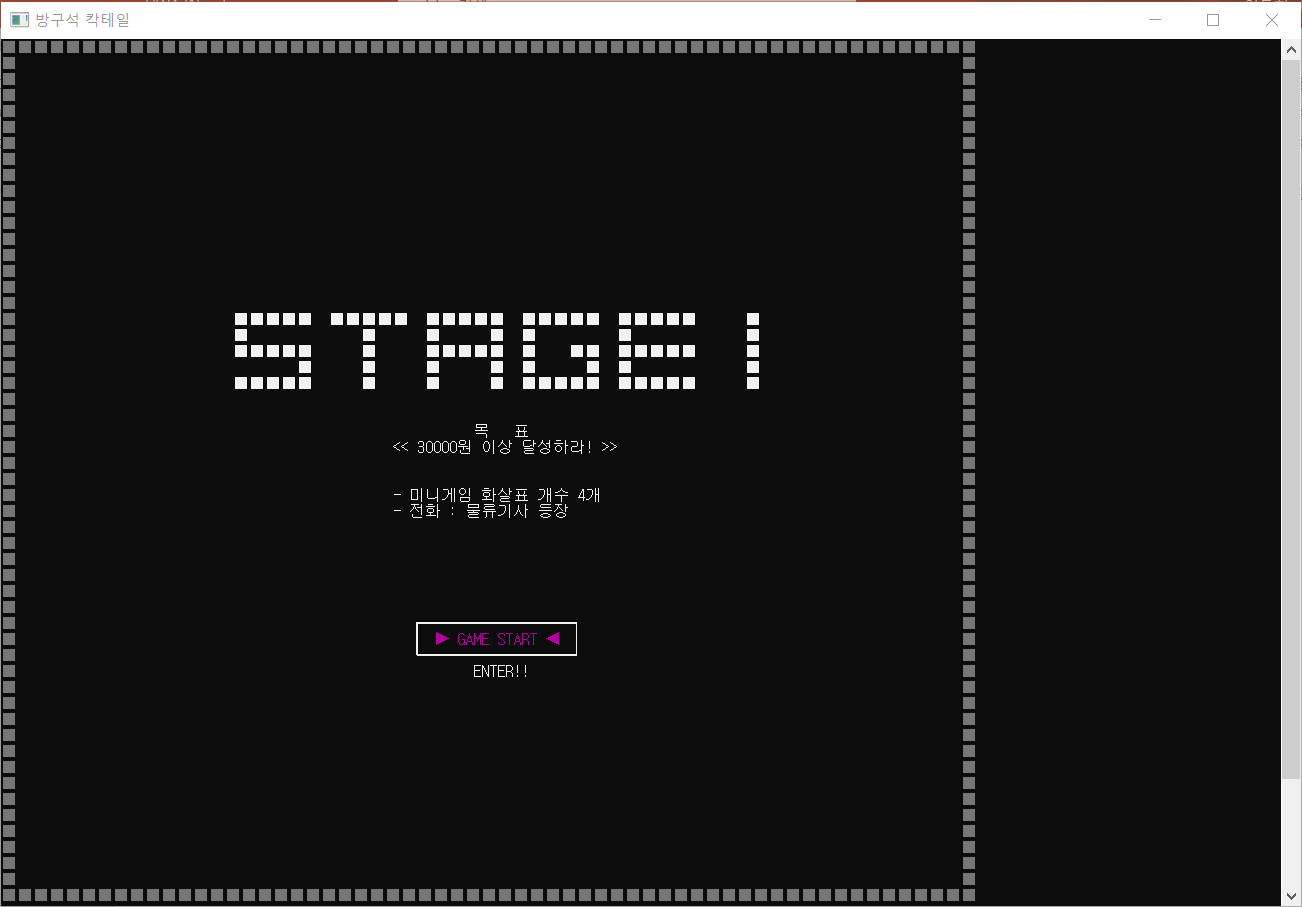 방구석 칵테일
STAGE 1
목 표
<< 30000원 이상 달성하라! >>
- 미니게임 화살표 개수 4개
- 전화 : 물류기사 등장
▶ GAME START ◀
ENTER!!